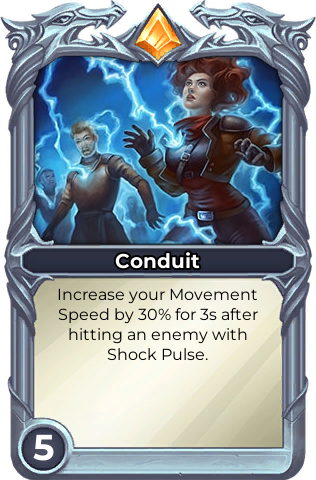 Conduit
Increase your Movement
Speed by 30% for 3s after
hitting an enemy with
Shock Pulse.
5